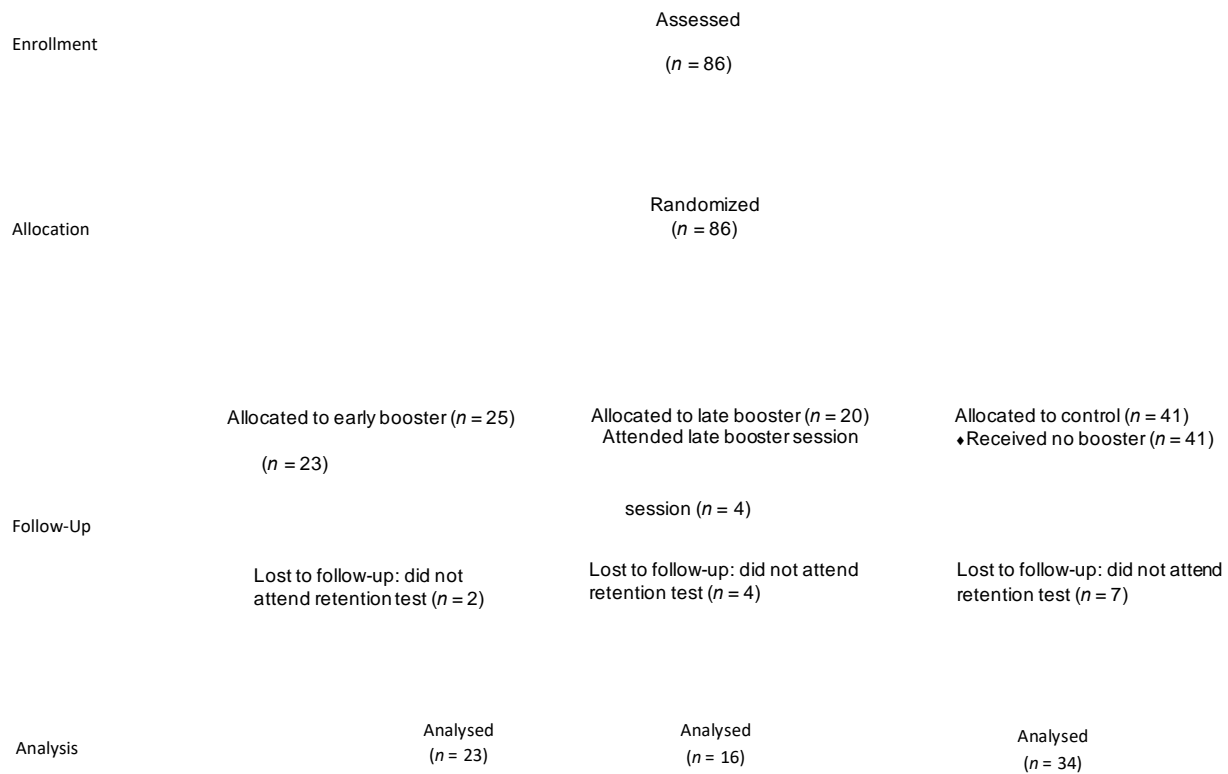 Enrollment
Assessed
(n = 86)
Allocation
Randomized
(n = 86)
Allocated to early booster (n = 25)
(n = 23)
Allocated to late booster (n = 20)
Attended late booster session
session (n = 4)
Allocated to control (n = 41)
♦Received no booster (n = 41)
Follow-Up
Lost to follow-up: did not
attend retention test (n = 2)
Lost to follow-up: did not attend
retention test (n = 4)
Lost to follow-up: did not attend
retention test (n = 7)
Analysis
Analysed
(n = 23)
Analysed
(n = 16)
Analysed
(n = 34)